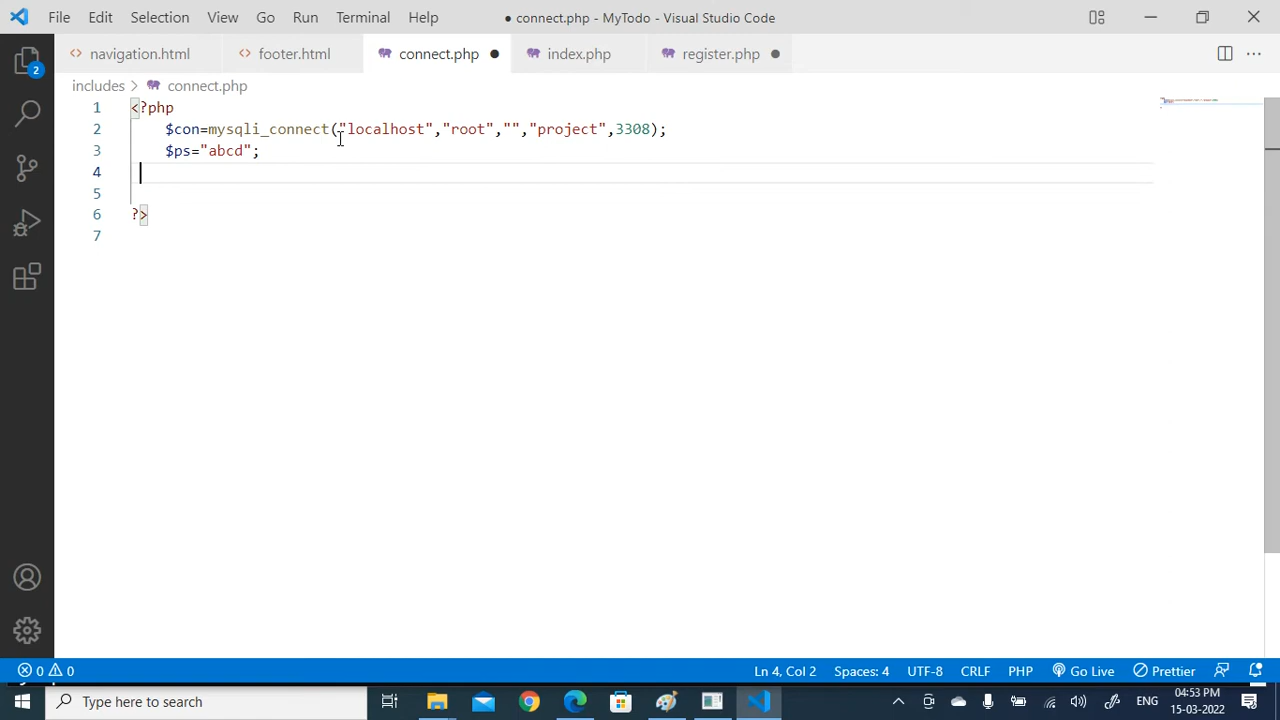 File Edit Selection View Go Run Terminal Help ● connect.php - MyTodo - Visual Studio Code
navigation.html footer.html connect.php ● index.php register.php ●
includes > connect.php
1 <?php
2 $con=mysqli_connect("localhost","root","","project",3308);
3 $ps="abcd";
4
5
6 ?>
7
2
0 0 Ln 4, Col 2 Spaces: 4 UTF-8 CRLF PHP Go Live Prettier
Type here to search ENG 04:53 PM
15-03-2022